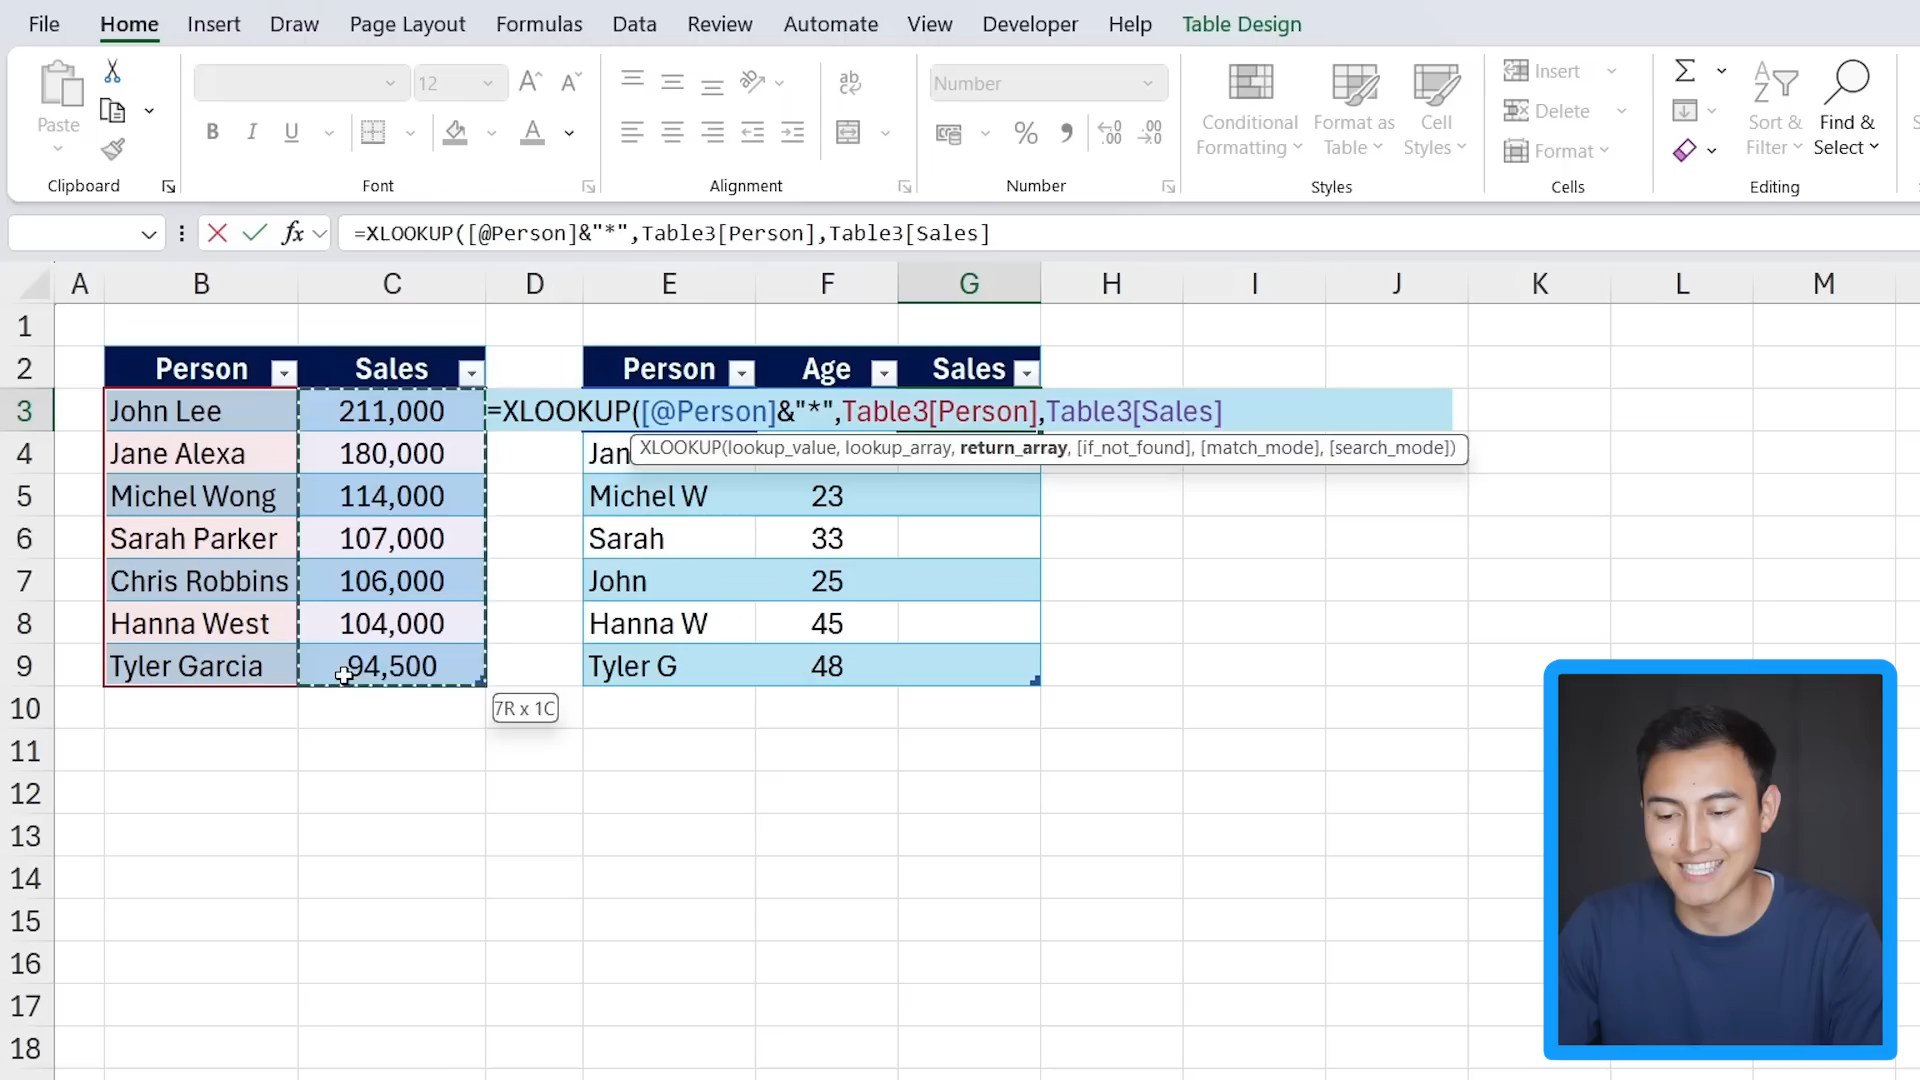 File Home Insert Draw Page Layout Formulas Data Review Automate View Developer Help Table Design
12 Number Insert
Paste Conditional Format as Cell Delete Sort & Find &
B I U A Formatting Table Styles Format Filter Select
Clipboard Font Alignment Number Styles Cells Editing
fx =XLOOKUP([@Person]&"*",Table3[Person],Table3[Sales]
A B C D E F G H I J K L M
1
2 Person Sales Person Age Sales
3 John Lee 211,000 =XLOOKUP([@Person]&"*",Table3[Person],Table3[Sales]
4 Jane Alexa 180,000 Jan XLOOKUP(lookup_value, lookup_array, return_array, [if_not_found], [match_mode], [search_mode])
5 Michel Wong 114,000 Michel W 23
6 Sarah Parker 107,000 Sarah 33
7 Chris Robbins 106,000 John 25
8 Hanna West 104,000 Hanna W 45
9 Tyler Garcia 94,500 Tyler G 48
10 7R x 1C
11
12
13
14
15
16
17
18